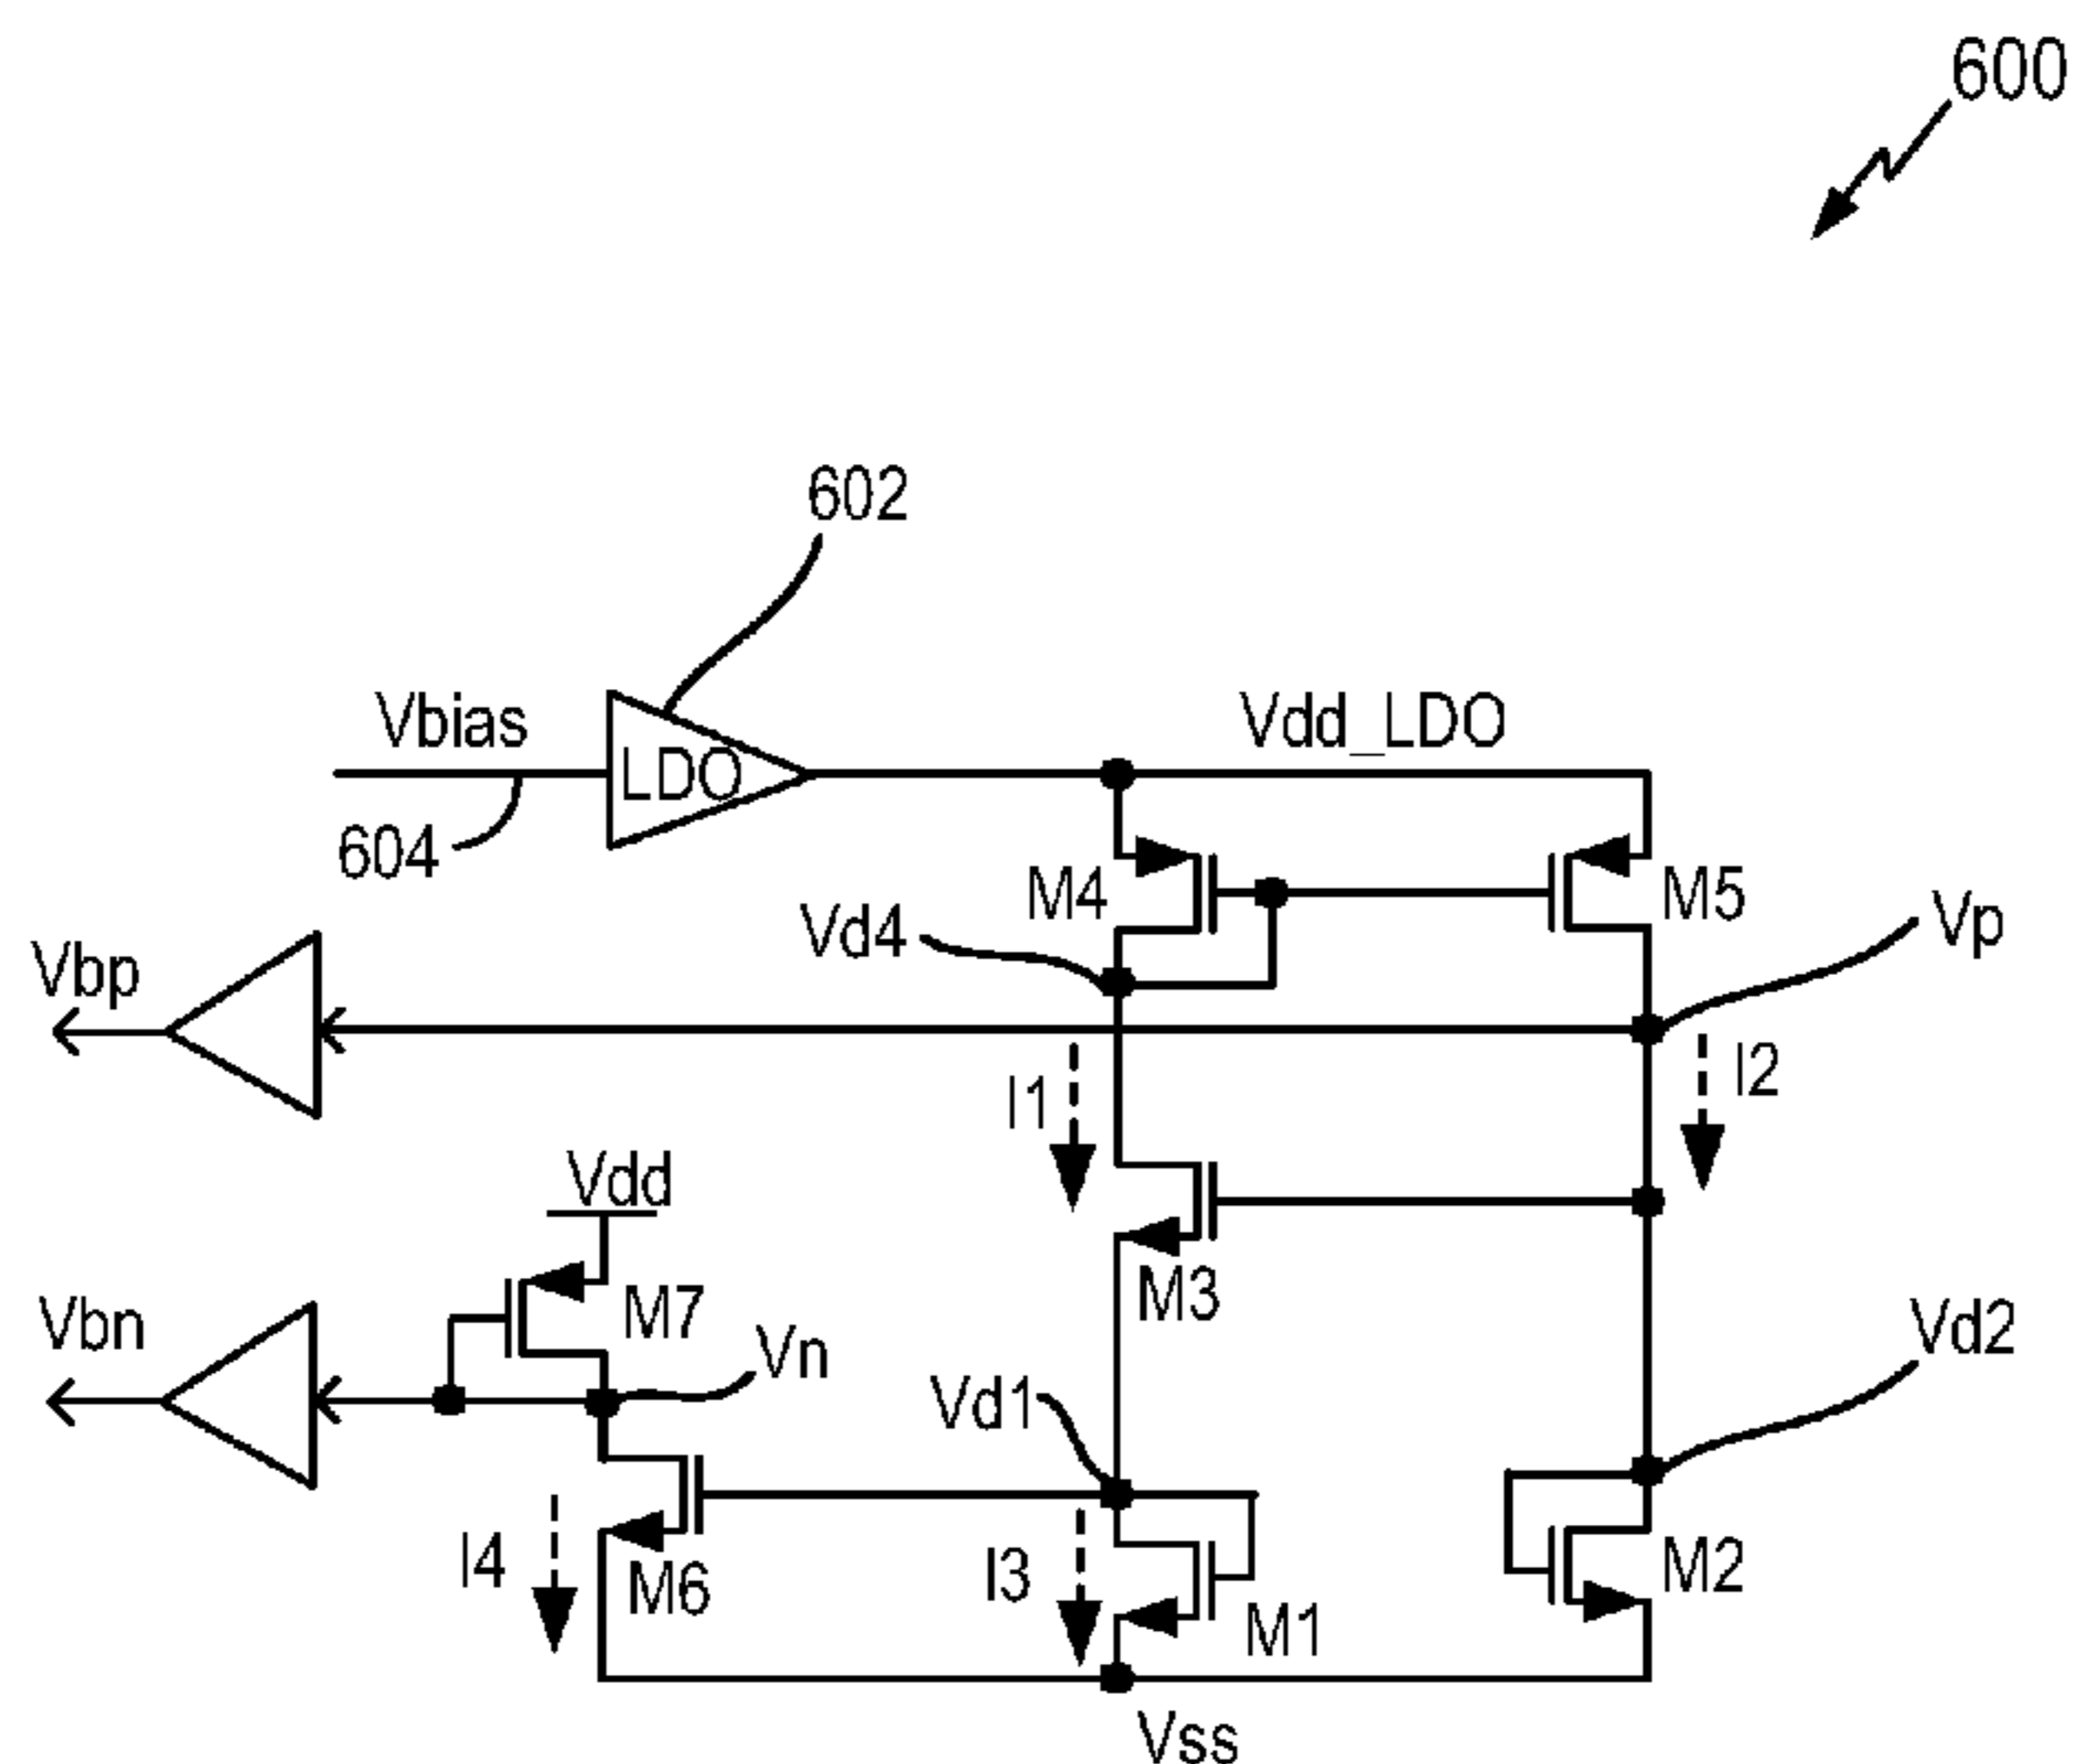 600
602
Vbias
LDO
Vdd_LDO
604
M4
M5
Vp
Vd4
Vbp
I1
I2
Vdd
M7
M3
Vbn
Vn
Vd1
Vd2
I4
M6
I3
M1
M2
Vss